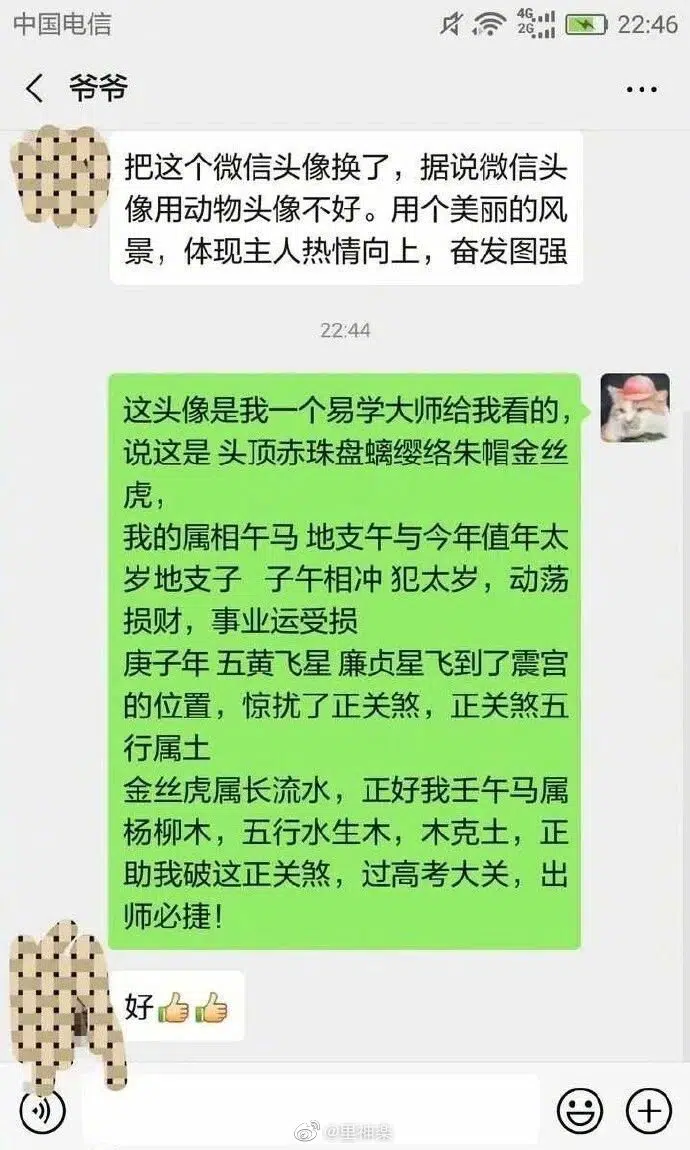 中国电信 4G 2G 22:46
爷爷
把这个微信头像换了，据说微信头
像用动物头像不好。用个美丽的风
景，体现主人热情向上，奋发图强
22:44
这头像是我一个易学大师给我看的，
说这是 头顶赤珠盘螭缨络朱帽金丝
虎，
我的属相午马 地支午与今年值年太
岁地支子 子午相冲 犯太岁，动荡
损财，事业运受损
庚子年 五黄飞星 廉贞星飞到了震宫
的位置，惊扰了正关煞，正关煞五
行属土
金丝虎属长流水，正好我壬午马属
杨柳木，五行水生木，木克土，正
助我破这正关煞，过高考大关，出
师必捷！
好👍👍